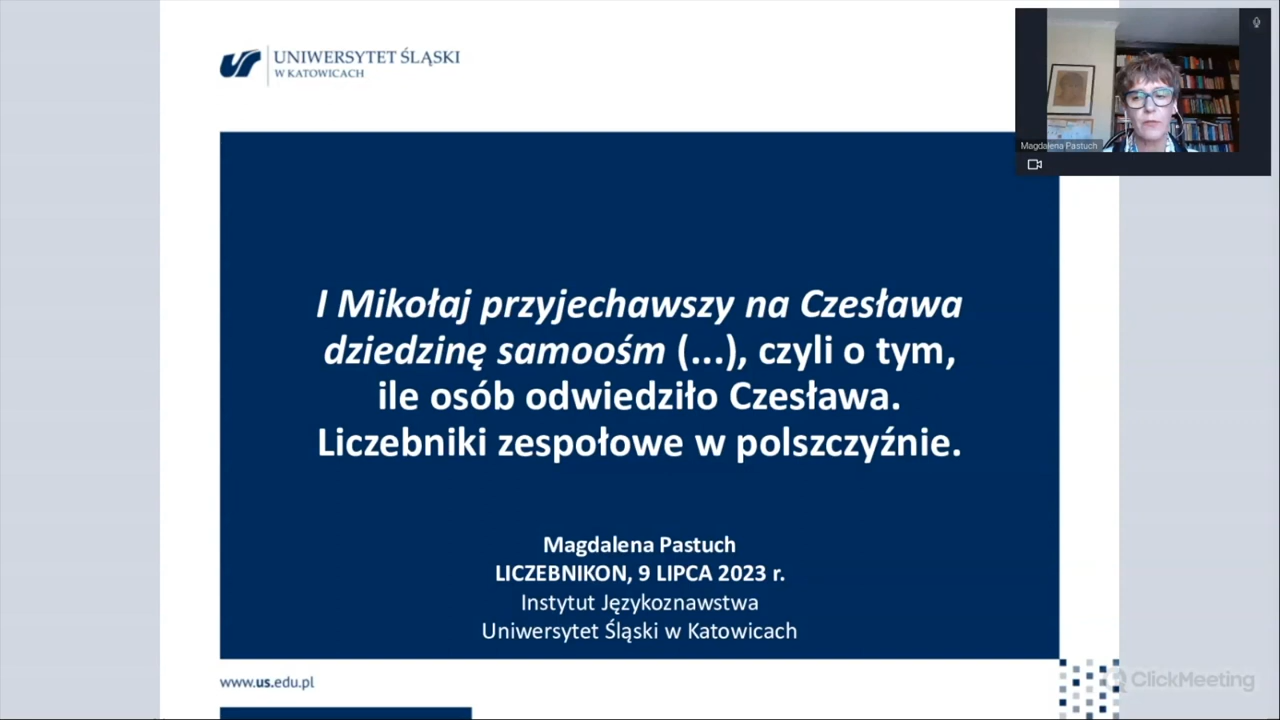 UNIWERSYTET ŚLĄSKI
W KATOWICACH
Magdalena Pastuch
I Mikołaj przyjechawszy na Czesława
dziedzinę samoośm (...), czyli o tym,
ile osób odwiedziło Czesława.
Liczebniki zespołowe w polszczyźnie.
Magdalena Pastuch
LICZEBNIKON, 9 LIPCA 2023 r.
Instytut Językoznawstwa
Uniwersytet Śląski w Katowicach
www.us.edu.pl
ClickMeeting